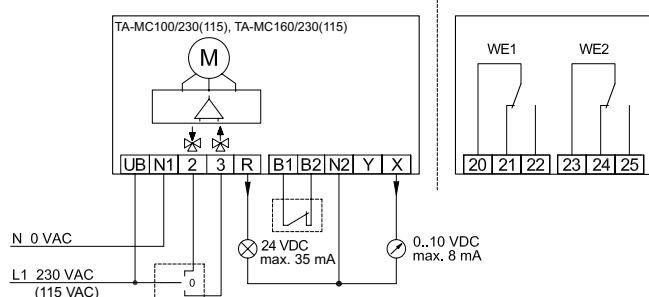 TA-MC100/230(115), TA-MC160/230(115)
M
UB N1 2 3 R B1 B2 N2 Y X
WE1 WE2
20 21 22 23 24 25
N 0 VAC
L1 230 VAC
(115 VAC)
0
24 VDC
max. 35 mA
0..10 VDC
max. 8 mA